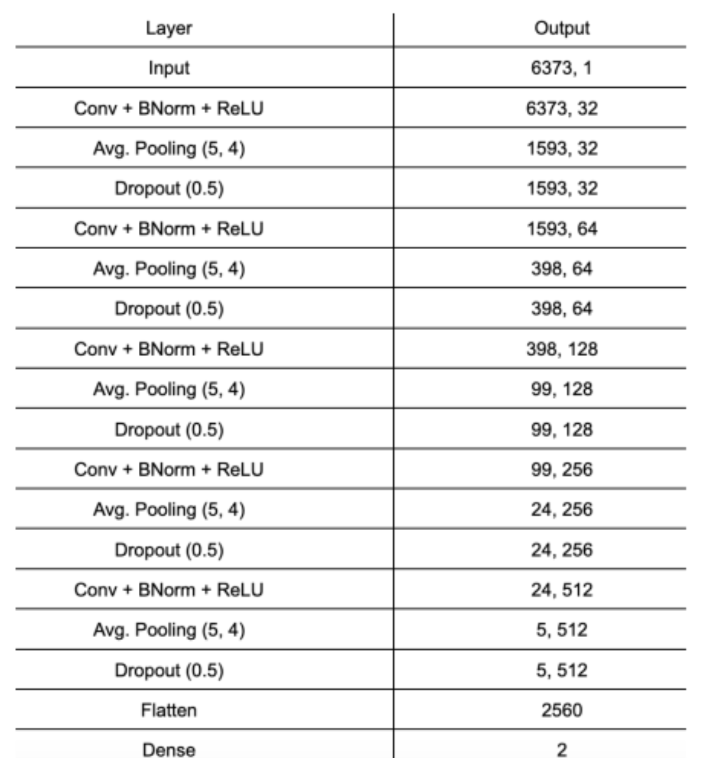 Layer Output
Input 6373, 1
Conv + BNorm + ReLU 6373, 32
Avg. Pooling (5, 4) 1593, 32
Dropout (0.5) 1593, 32
Conv + BNorm + ReLU 1593, 64
Avg. Pooling (5, 4) 398, 64
Dropout (0.5) 398, 64
Conv + BNorm + ReLU 398, 128
Avg. Pooling (5, 4) 99, 128
Dropout (0.5) 99, 128
Conv + BNorm + ReLU 99, 256
Avg. Pooling (5, 4) 24, 256
Dropout (0.5) 24, 256
Conv + BNorm + ReLU 24, 512
Avg. Pooling (5, 4) 5, 512
Dropout (0.5) 5, 512
Flatten 2560
Dense 2